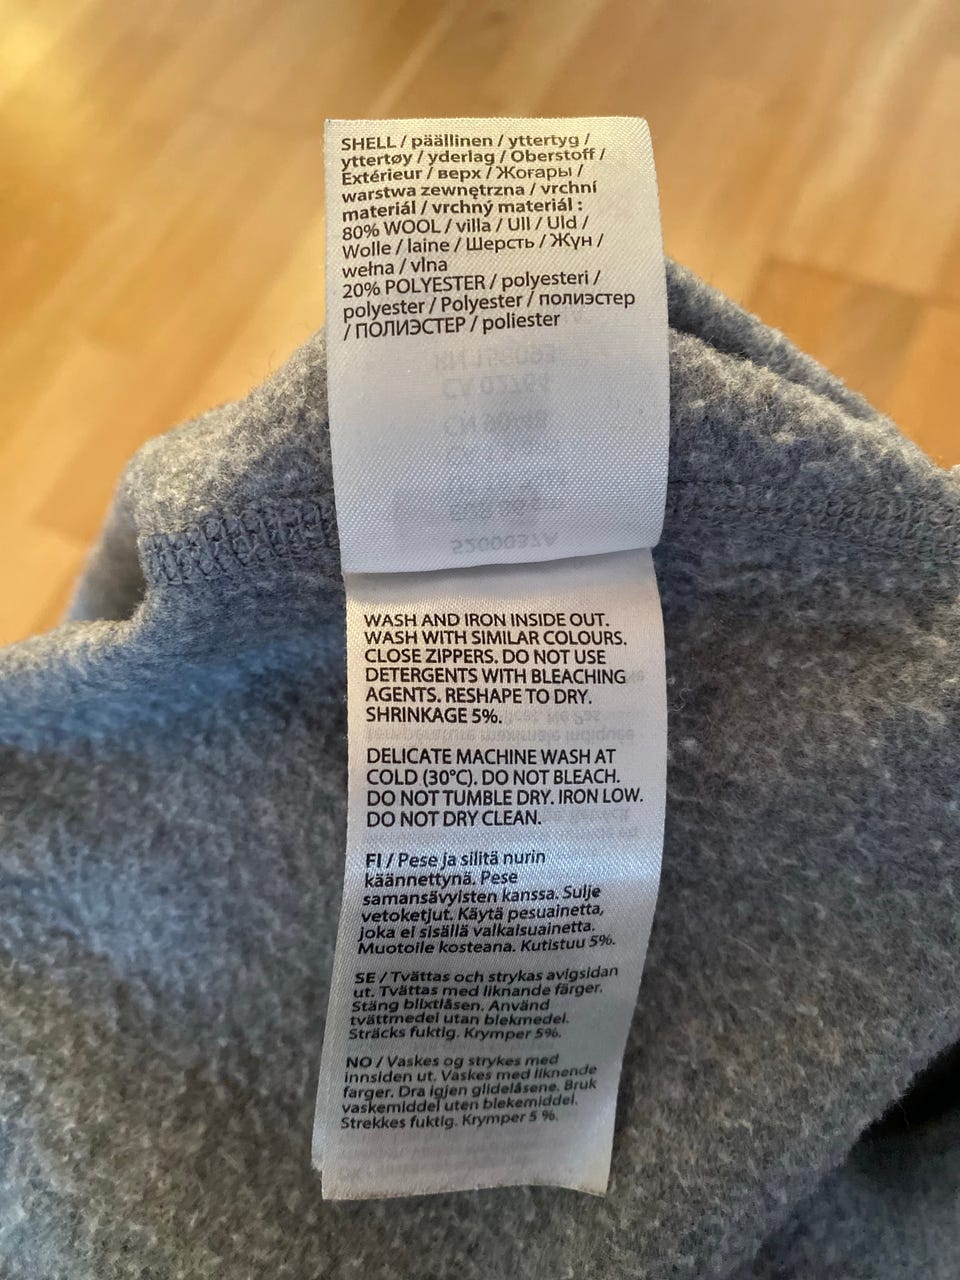 SHELL / päällinen / yttertyg /
yttertøy / yderlag / Oberstoff /
Extérieur / верх / Жоғары /
warstwa zewnętrzna / vrchní
materiál / vrchný materiál :
80% WOOL / villa / Ull / Uld /
Wolle / laine / Шерсть / Жүн /
wełna / vlna
20% POLYESTER / polyesteri /
polyester / Polyester / полиэстер
/ ПОЛИЭСТЕР / poliester
WASH AND IRON INSIDE OUT.
WASH WITH SIMILAR COLOURS.
CLOSE ZIPPERS. DO NOT USE
DETERGENTS WITH BLEACHING
AGENTS. RESHAPE TO DRY.
SHRINKAGE 5%.
DELICATE MACHINE WASH AT
COLD (30°C). DO NOT BLEACH.
DO NOT TUMBLE DRY. IRON LOW.
DO NOT DRY CLEAN.
FI / Pese ja silitä nurin
käännettynä. Pese
samansävyisten kanssa. Sulje
vetoketjut. Käytä pesuainetta,
joka ei sisällä valkaisuainetta.
Muotoile kosteana. Kutistuu 5%.
SE / Tvättas och strykas avigsidan
ut. Tvättas med liknande färger.
Stäng blixtlåsen. Använd
tvättmedel utan blekmedel.
Sträcks fuktig. Krymper 5%.
NO / Vaskes og strykes med
innsiden ut. Vaskes med liknende
farger. Dra igjen glidelåsene. Bruk
vaskemiddel uten blekemiddel.
Strekkes fuktig. Krymper 5 %.